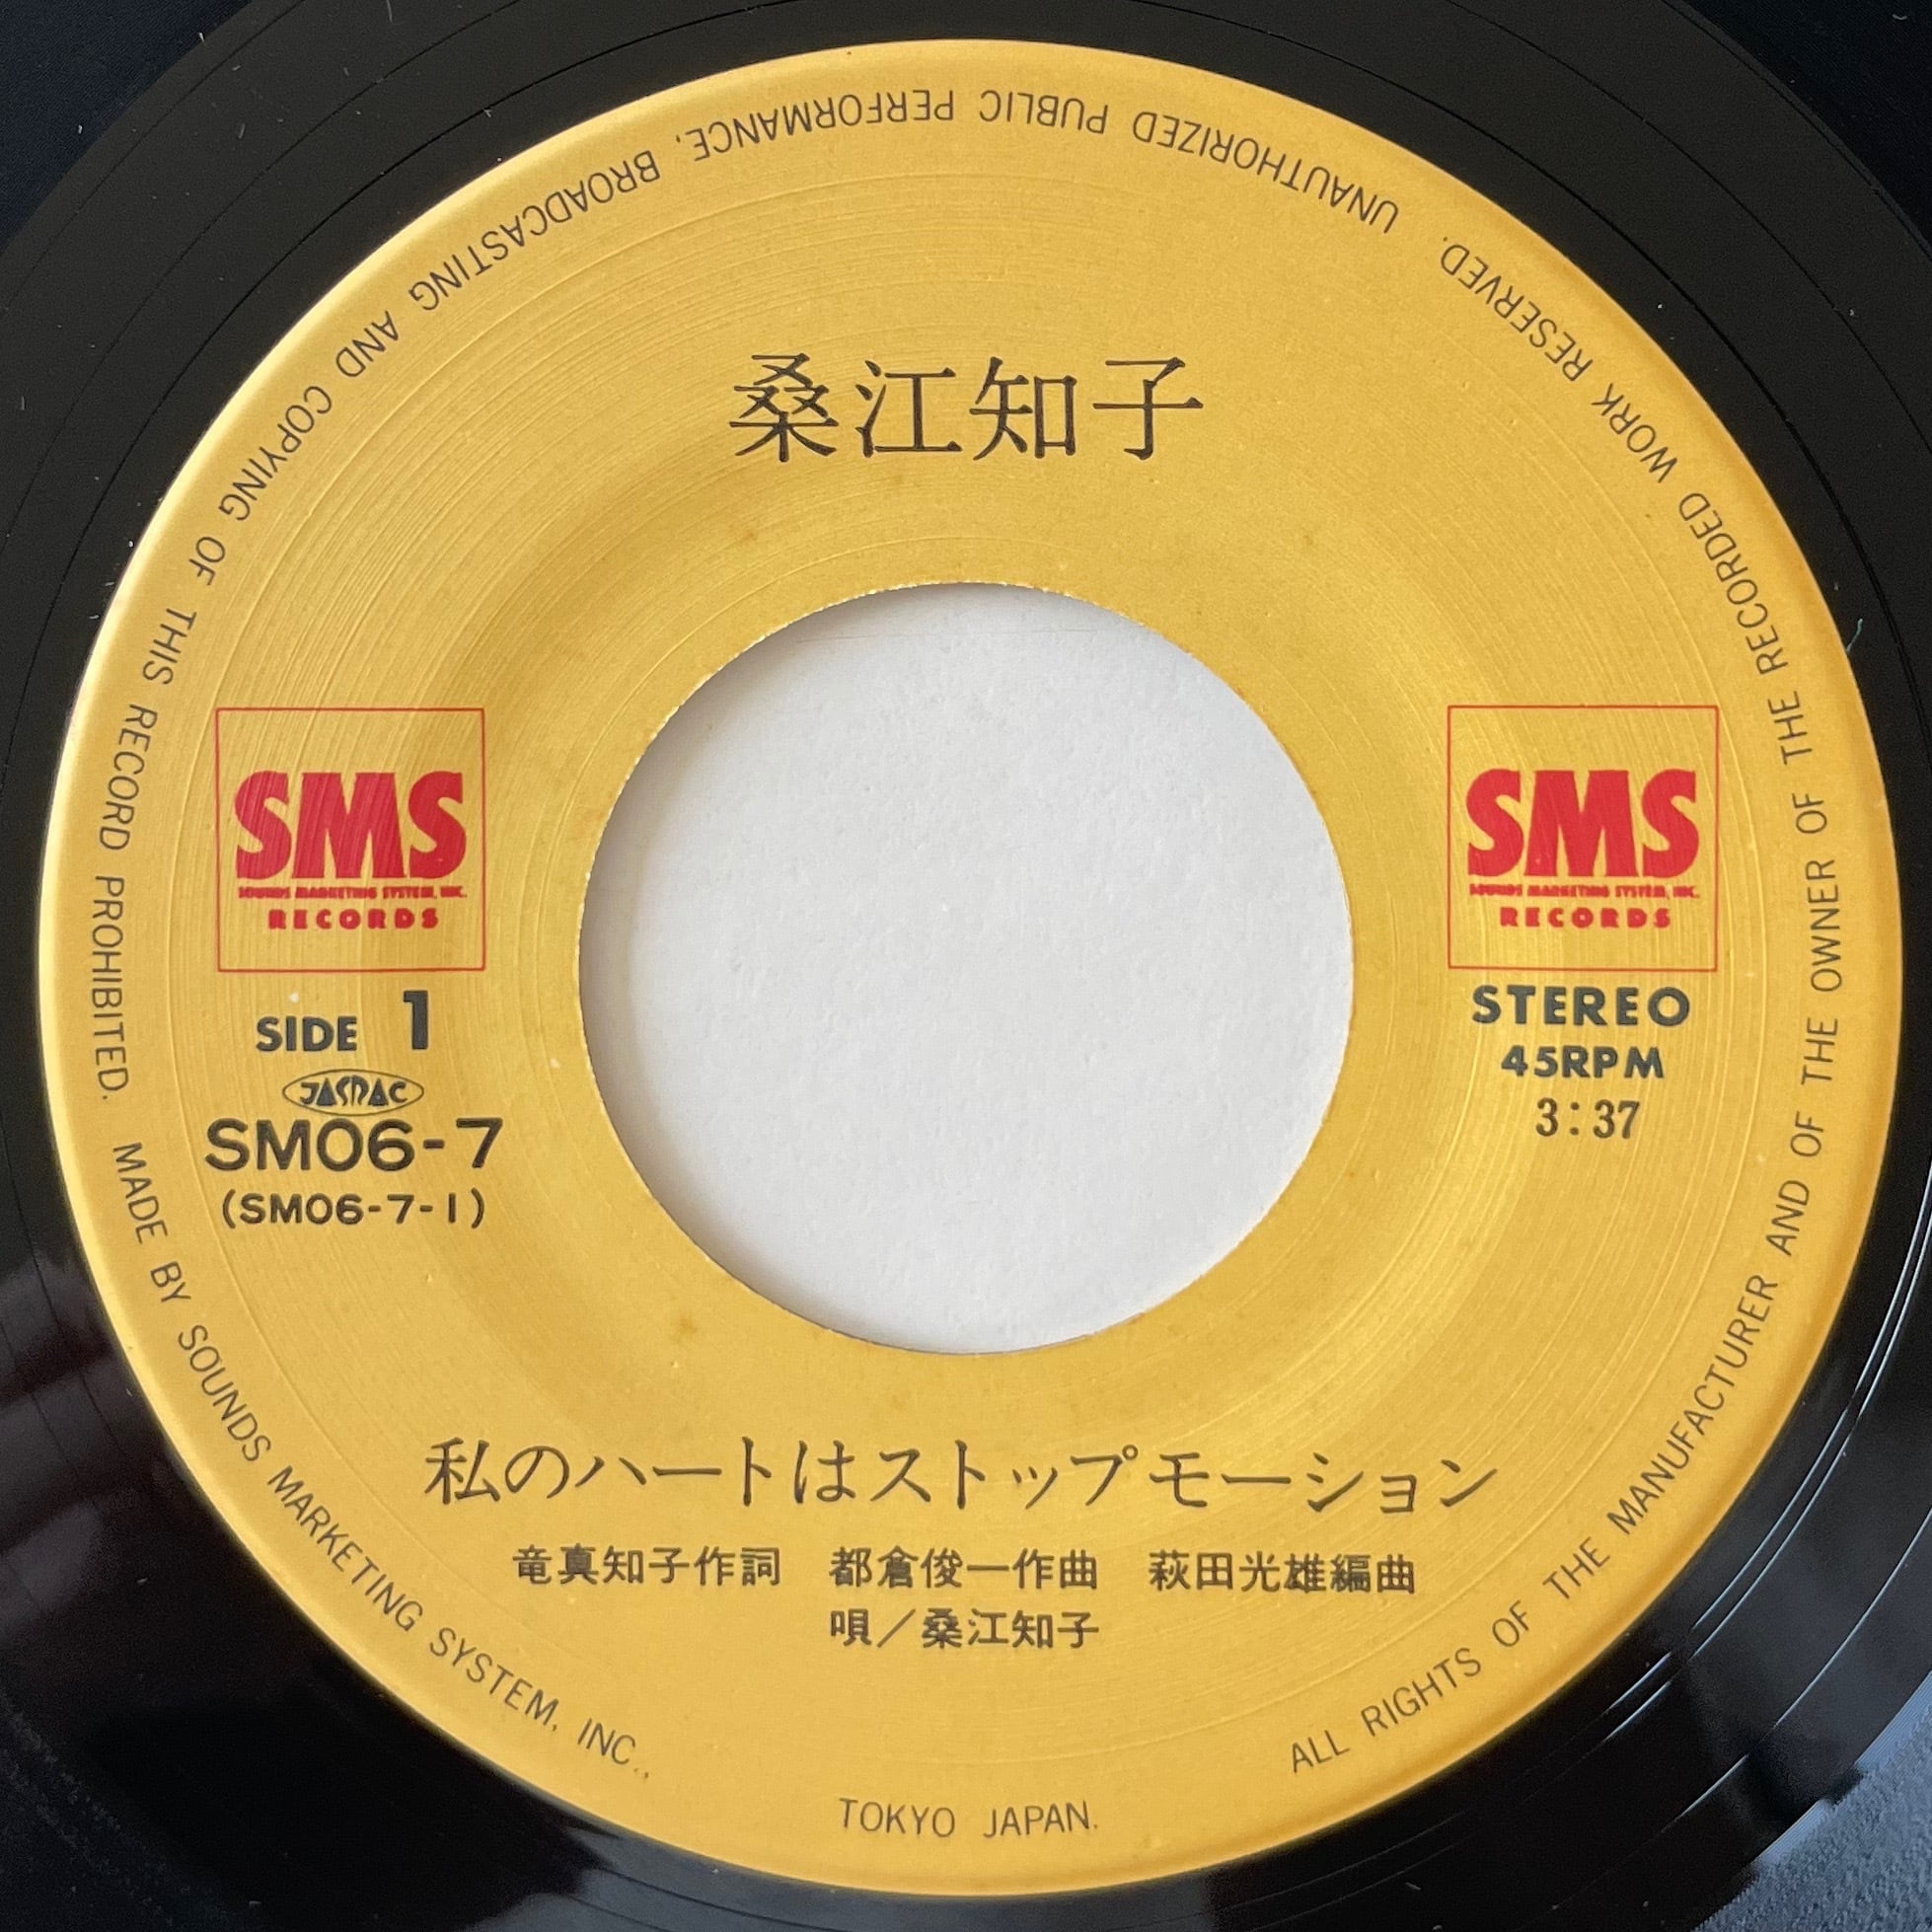 桑江知子
SMS
SOUNDS MARKETING SYSTEM, INC.
RECORDS
SIDE 1
JASRAC
SM06-7
(SM06-7-1)
SMS
SOUNDS MARKETING SYSTEM, INC.
RECORDS
STEREO
45RPM
3:37
私のハートはストップモーション
竜真知子作詞 都倉俊一作曲 萩田光雄編曲
唄／桑江知子
ALL RIGHTS OF THE MANUFACTURER AND OF THE OWNER OF THE RECORDED WORK RESERVED. UNAUTHORIZED PUBLIC PERFORMANCE, BROADCASTING AND COPYING OF THIS RECORD PROHIBITED. MADE BY SOUNDS MARKETING SYSTEM, INC., TOKYO JAPAN.